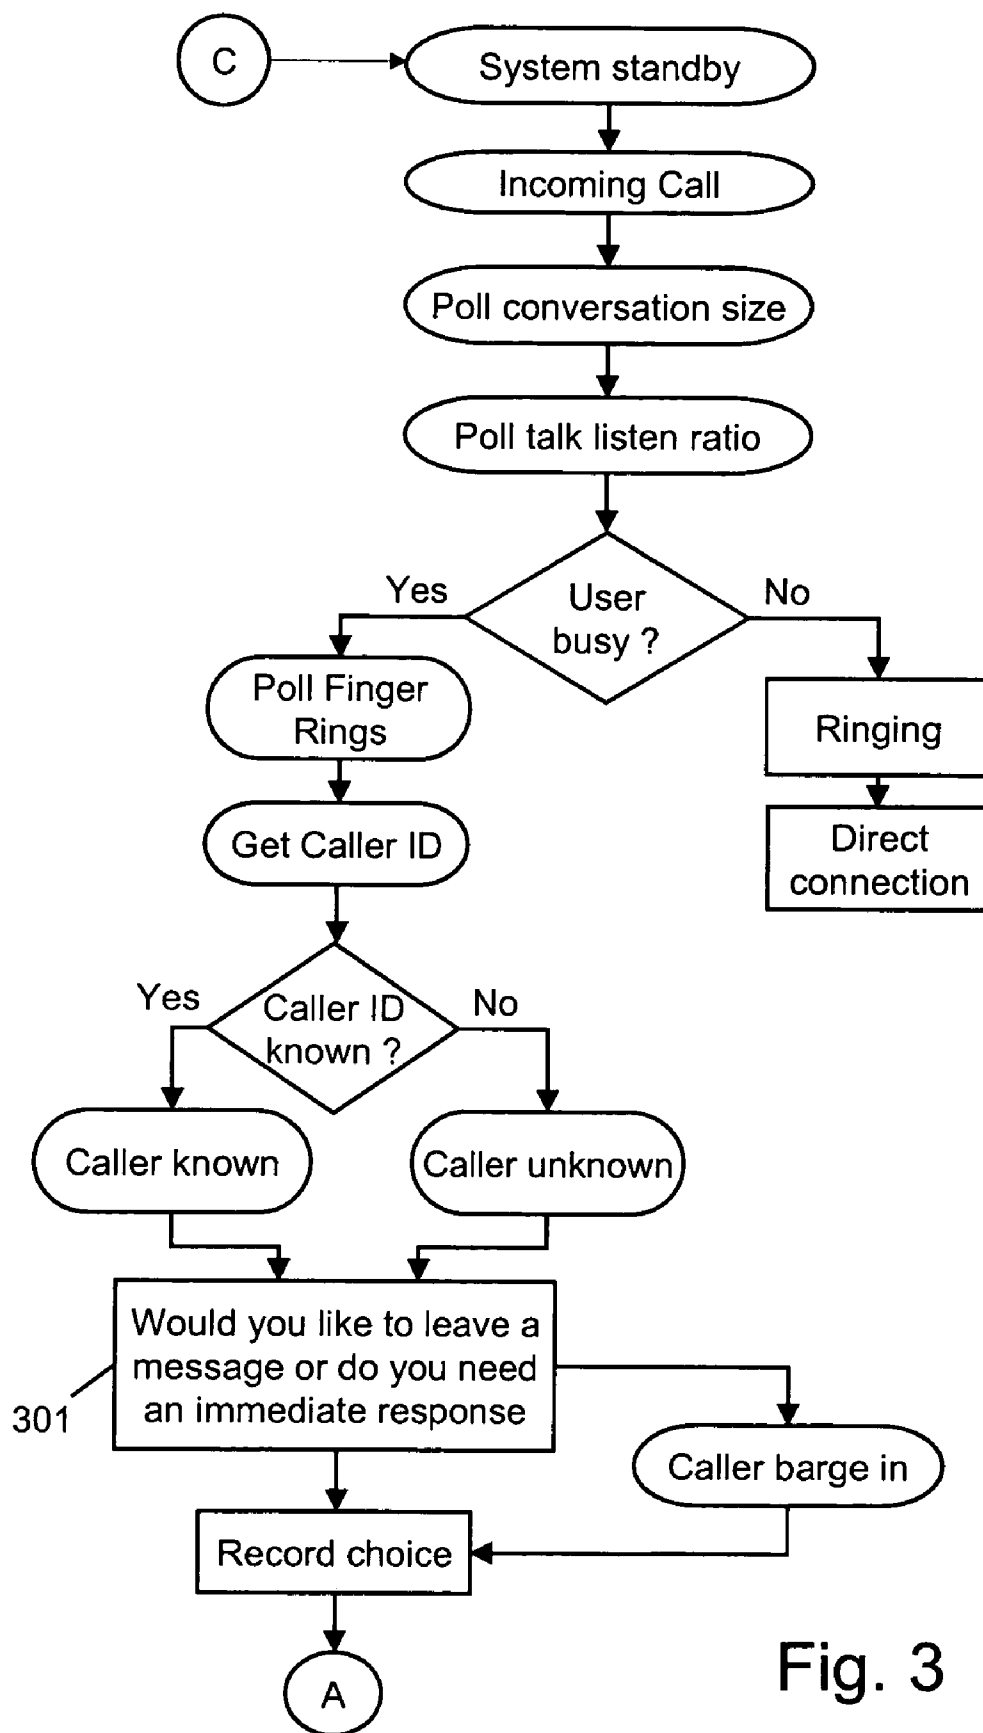 C
System standby
Incoming Call
Poll conversation size
Poll talk listen ratio
User
busy ?
Yes
No
Poll Finger
Rings
Ringing
Get Caller ID
Direct
connection
Caller ID
known ?
Yes
No
Caller known
Caller unknown
Would you like to leave a
message or do you need
an immediate response
301
Caller barge in
Record choice
A
Fig. 3